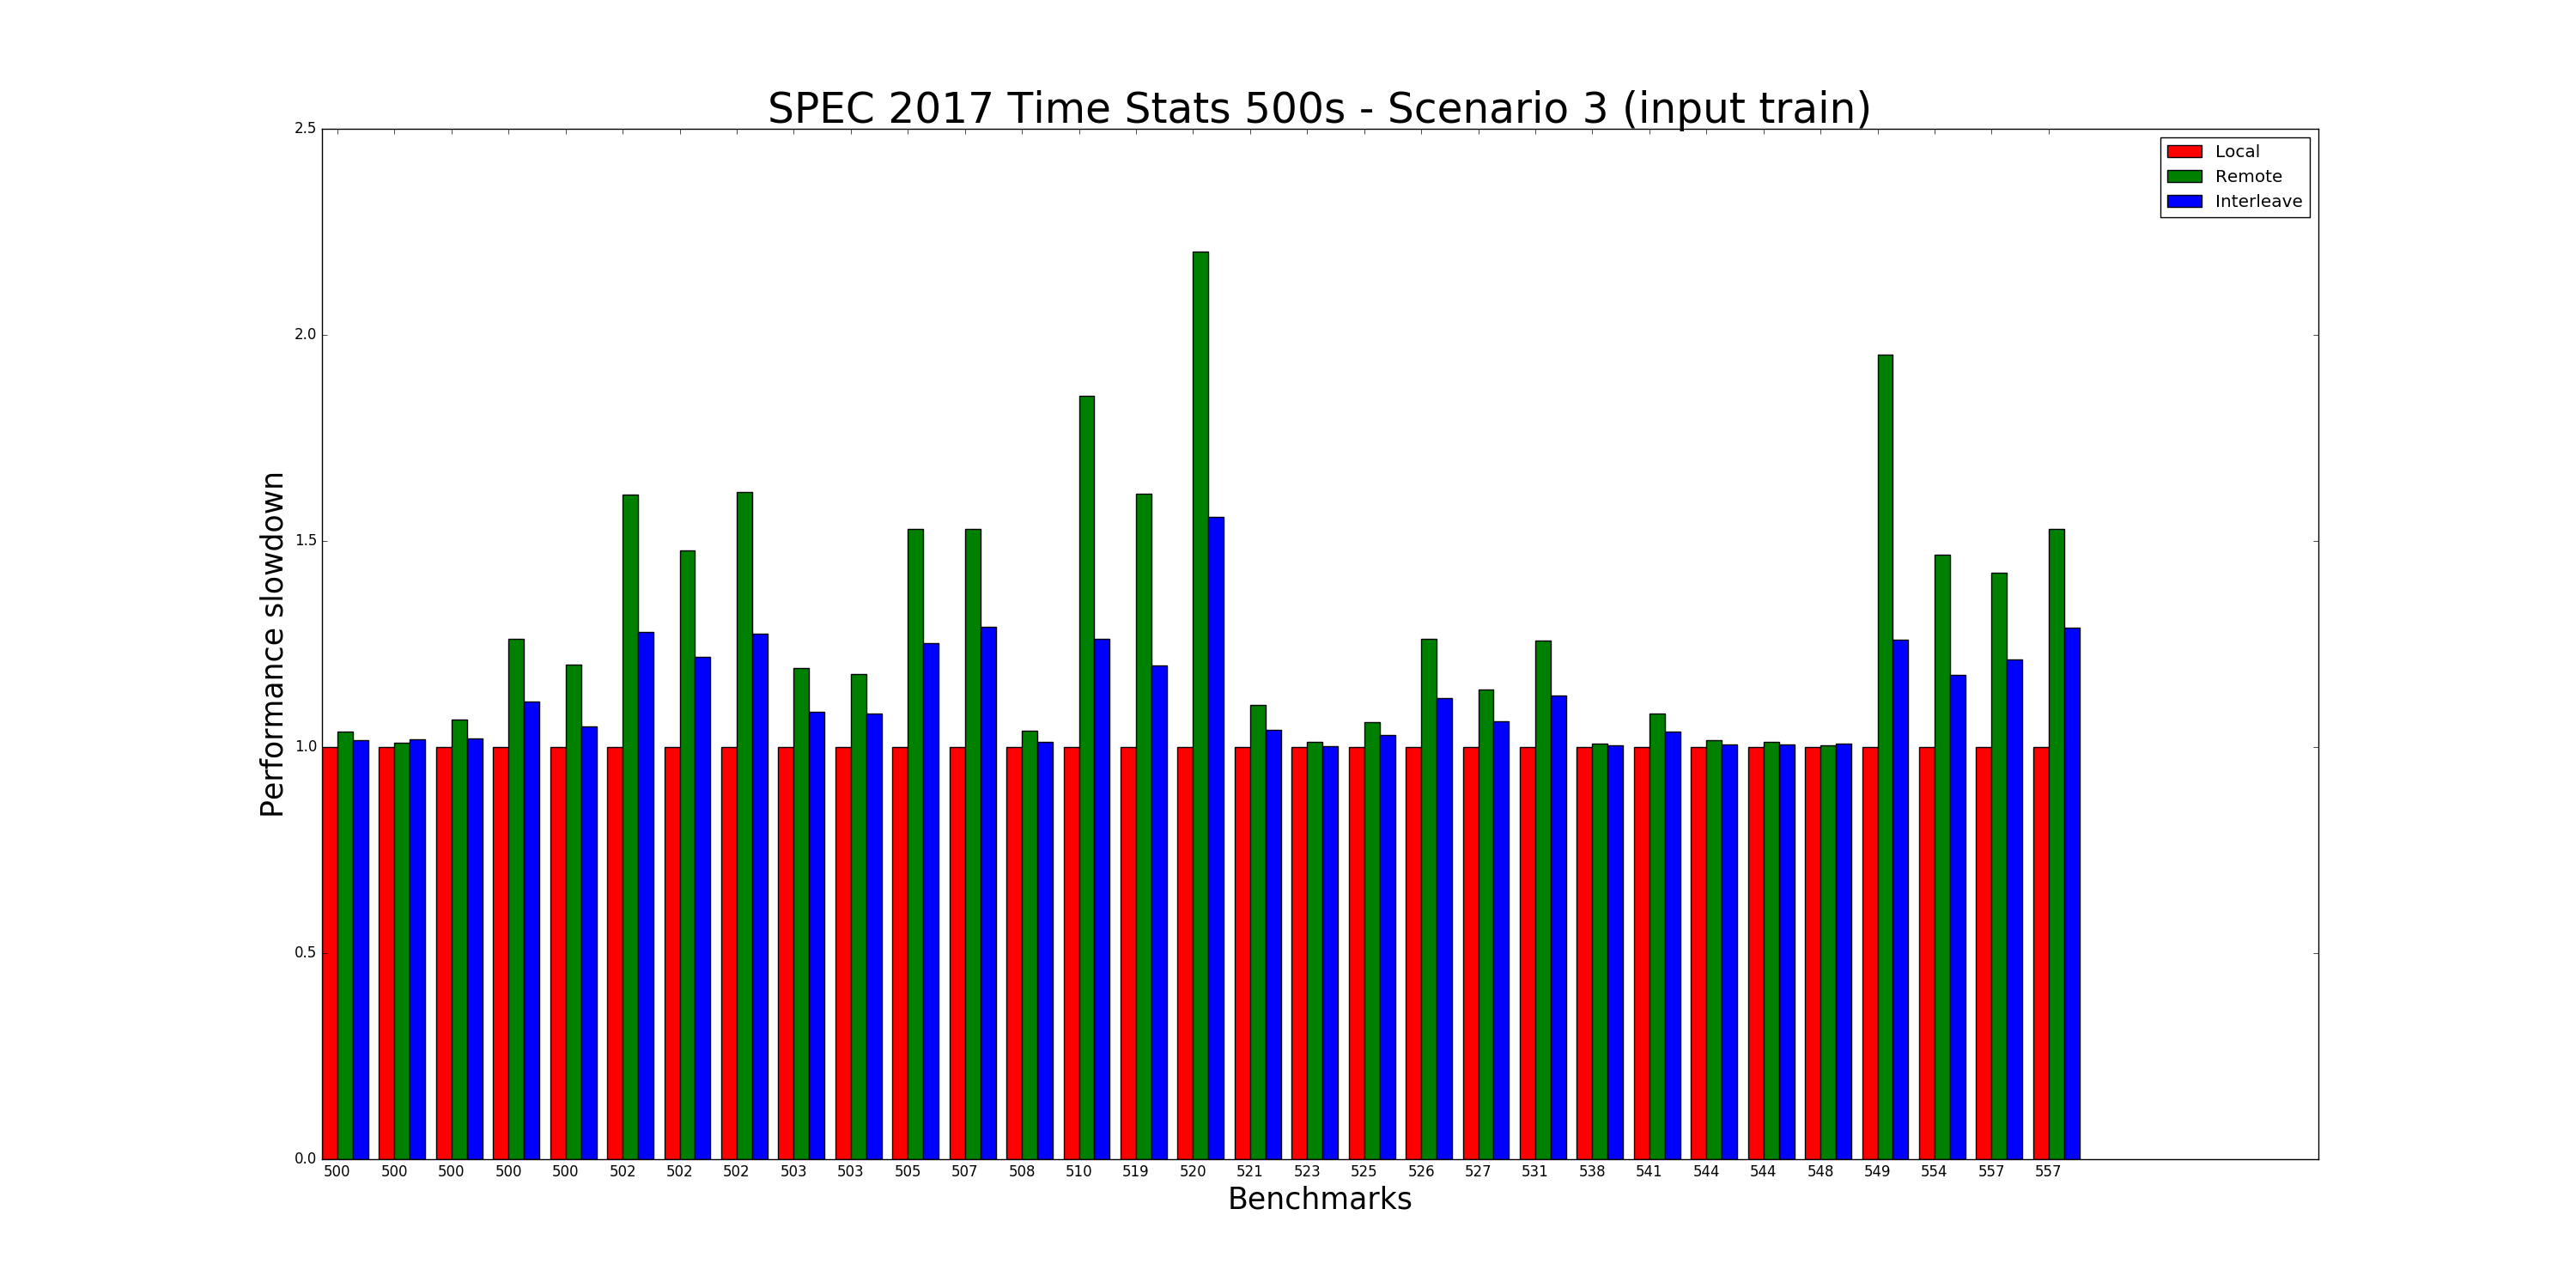 SPEC 2017 Time Stats 500s - Scenario 3 (input train)
Local
Remote
Interleave
Performance slowdown
2.5
2.0
1.5
1.0
0.5
0.0
500 500 500 500 500 502 502 502 503 503 505 507 508 510 519 520 521 523 525 526 527 531 538 541 544 544 548 549 554 557 557
Benchmarks